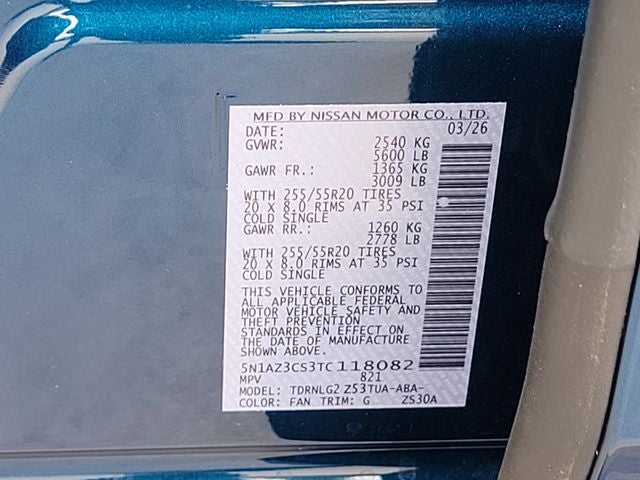 MFD BY NISSAN MOTOR CO., LTD.
DATE: 03/26
GVWR: 2540 KG
5600 LB
GAWR FR.: 1365 KG
3009 LB
WITH 255/55R20 TIRES
20 X 8.0 RIMS AT 35 PSI
COLD SINGLE
GAWR RR.: 1260 KG
2778 LB
WITH 255/55R20 TIRES
20 X 8.0 RIMS AT 35 PSI
COLD SINGLE
THIS VEHICLE CONFORMS TO
ALL APPLICABLE FEDERAL
MOTOR VEHICLE SAFETY AND
THEFT PREVENTION
STANDARDS IN EFFECT ON
THE DATE OF MANUFACTURE
SHOWN ABOVE.
5N1AZ3CS3TC118082
MPV 821
MODEL: TDRNLG2 Z53TUA-ABA-
COLOR: FAN TRIM: G ZS30A